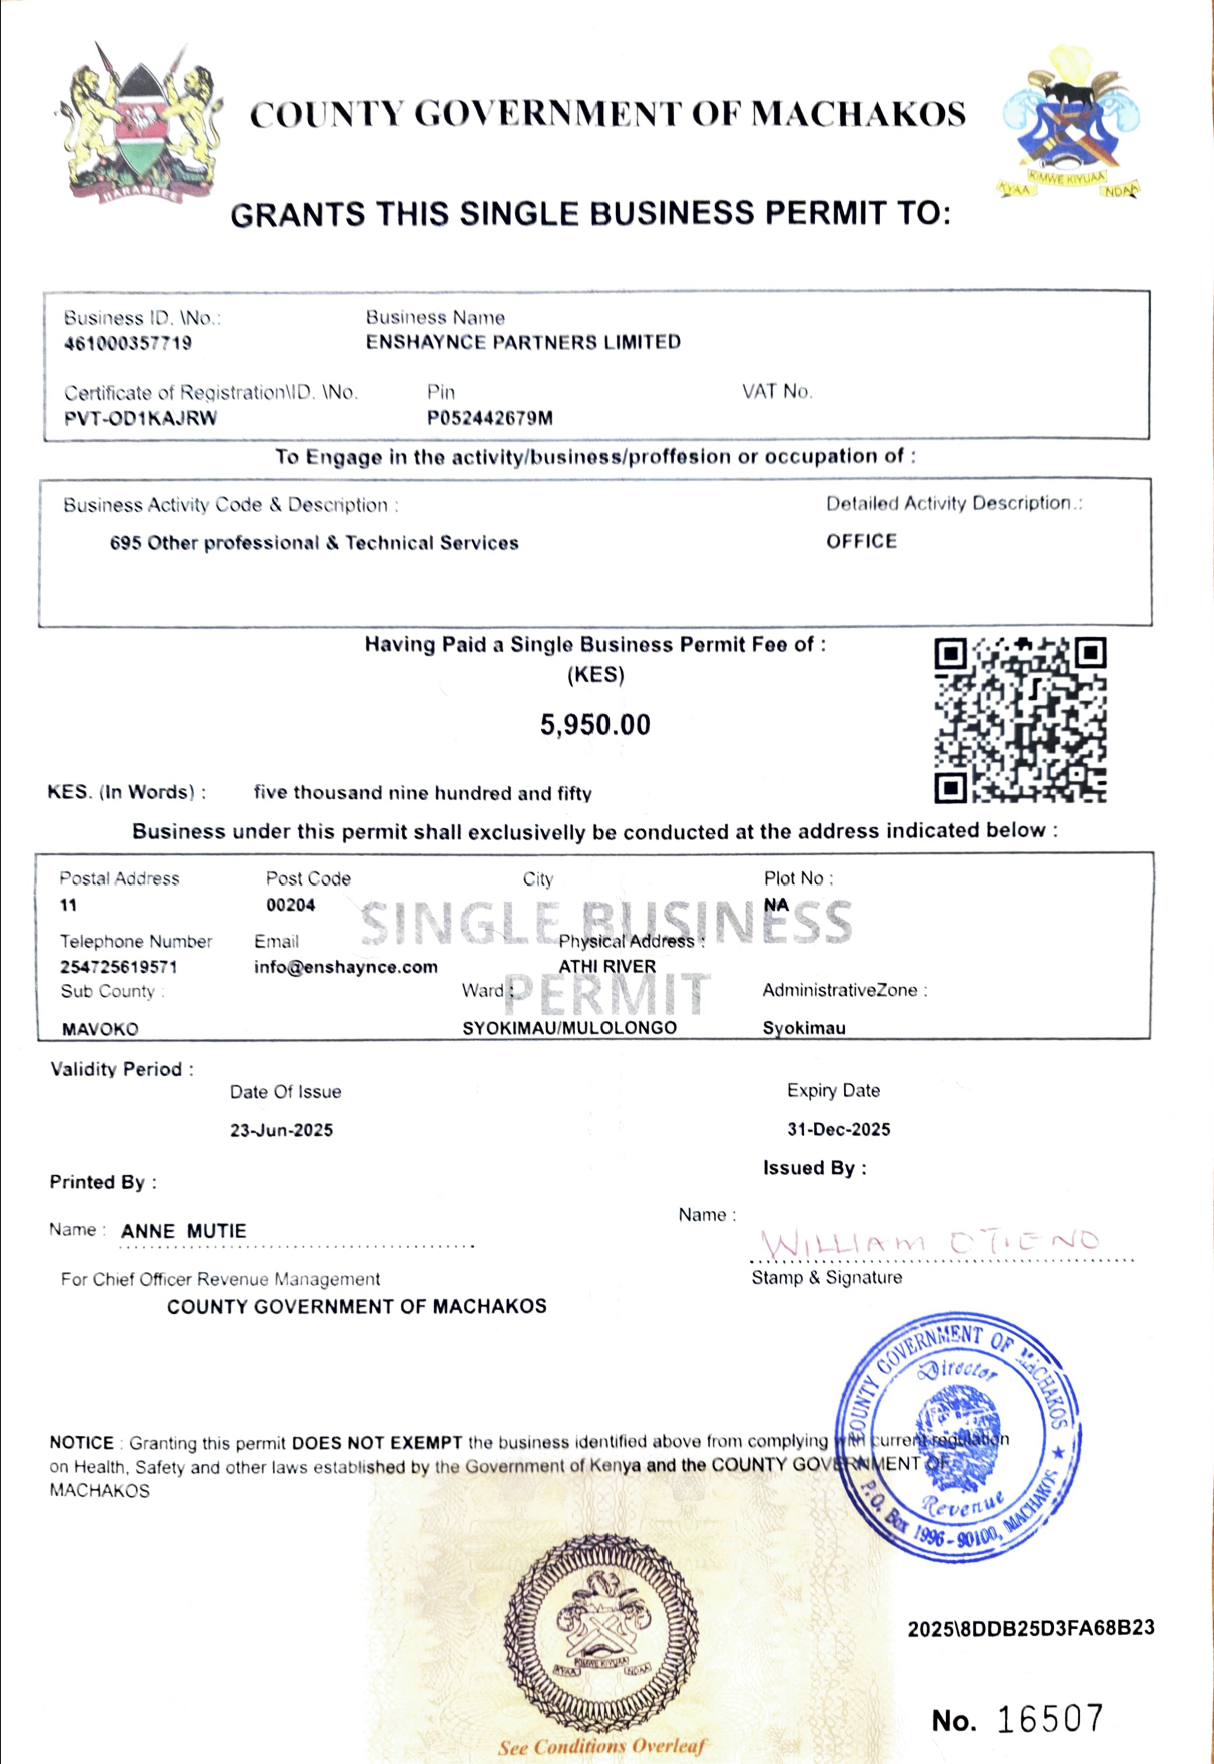 COUNTY GOVERNMENT OF MACHAKOS
HARAMBEE
KYAA KIMWE KIYUAA NDAA
GRANTS THIS SINGLE BUSINESS PERMIT TO:
Business ID. \No.: Business Name
461000357719 ENSHAYNCE PARTNERS LIMITED
Certificate of Registration\ID. \No. Pin VAT No.
PVT-OD1KAJRW P052442679M
To Engage in the activity/business/proffesion or occupation of :
Business Activity Code & Description : Detailed Activity Description.:
695 Other professional & Technical Services OFFICE
Having Paid a Single Business Permit Fee of :
(KES)
5,950.00
KES. (In Words) : five thousand nine hundred and fifty
Business under this permit shall exclusivelly be conducted at the address indicated below :
Postal Address Post Code City Plot No :
11 00204 NA
SINGLE BUSINESS
PERMIT
Telephone Number Email Physical Address :
254725619571 info@enshaynce.com ATHI RIVER
Sub County : Ward : AdministrativeZone :
MAVOKO SYOKIMAU/MULOLONGO Syokimau
Validity Period :
Date Of Issue Expiry Date
23-Jun-2025 31-Dec-2025
Printed By : Issued By :
Name : ANNE MUTIE Name : WILLIAM OTIENO
For Chief Officer Revenue Management Stamp & Signature
COUNTY GOVERNMENT OF MACHAKOS
COUNTY GOVERNMENT OF MACHAKOS
Director
Revenue
P.O. Box 1996 - 90100, MACHAKOS
NOTICE : Granting this permit DOES NOT EXEMPT the business identified above from complying with current regulation
on Health, Safety and other laws established by the Government of Kenya and the COUNTY GOVERNMENT OF
MACHAKOS
KYAA KIMWE KIYUAA NDAA
2025\8DDB25D3FA68B23
No. 16507
See Conditions Overleaf